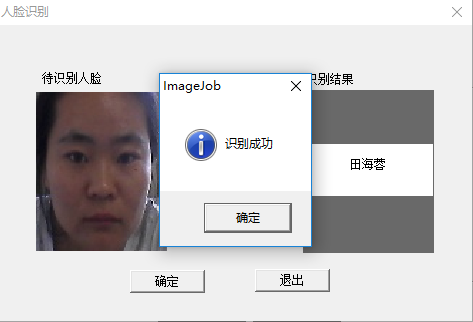 人脸识别
待识别人脸
识别结果
ImageJob
识别成功
田海蓉
确定
确定
退出